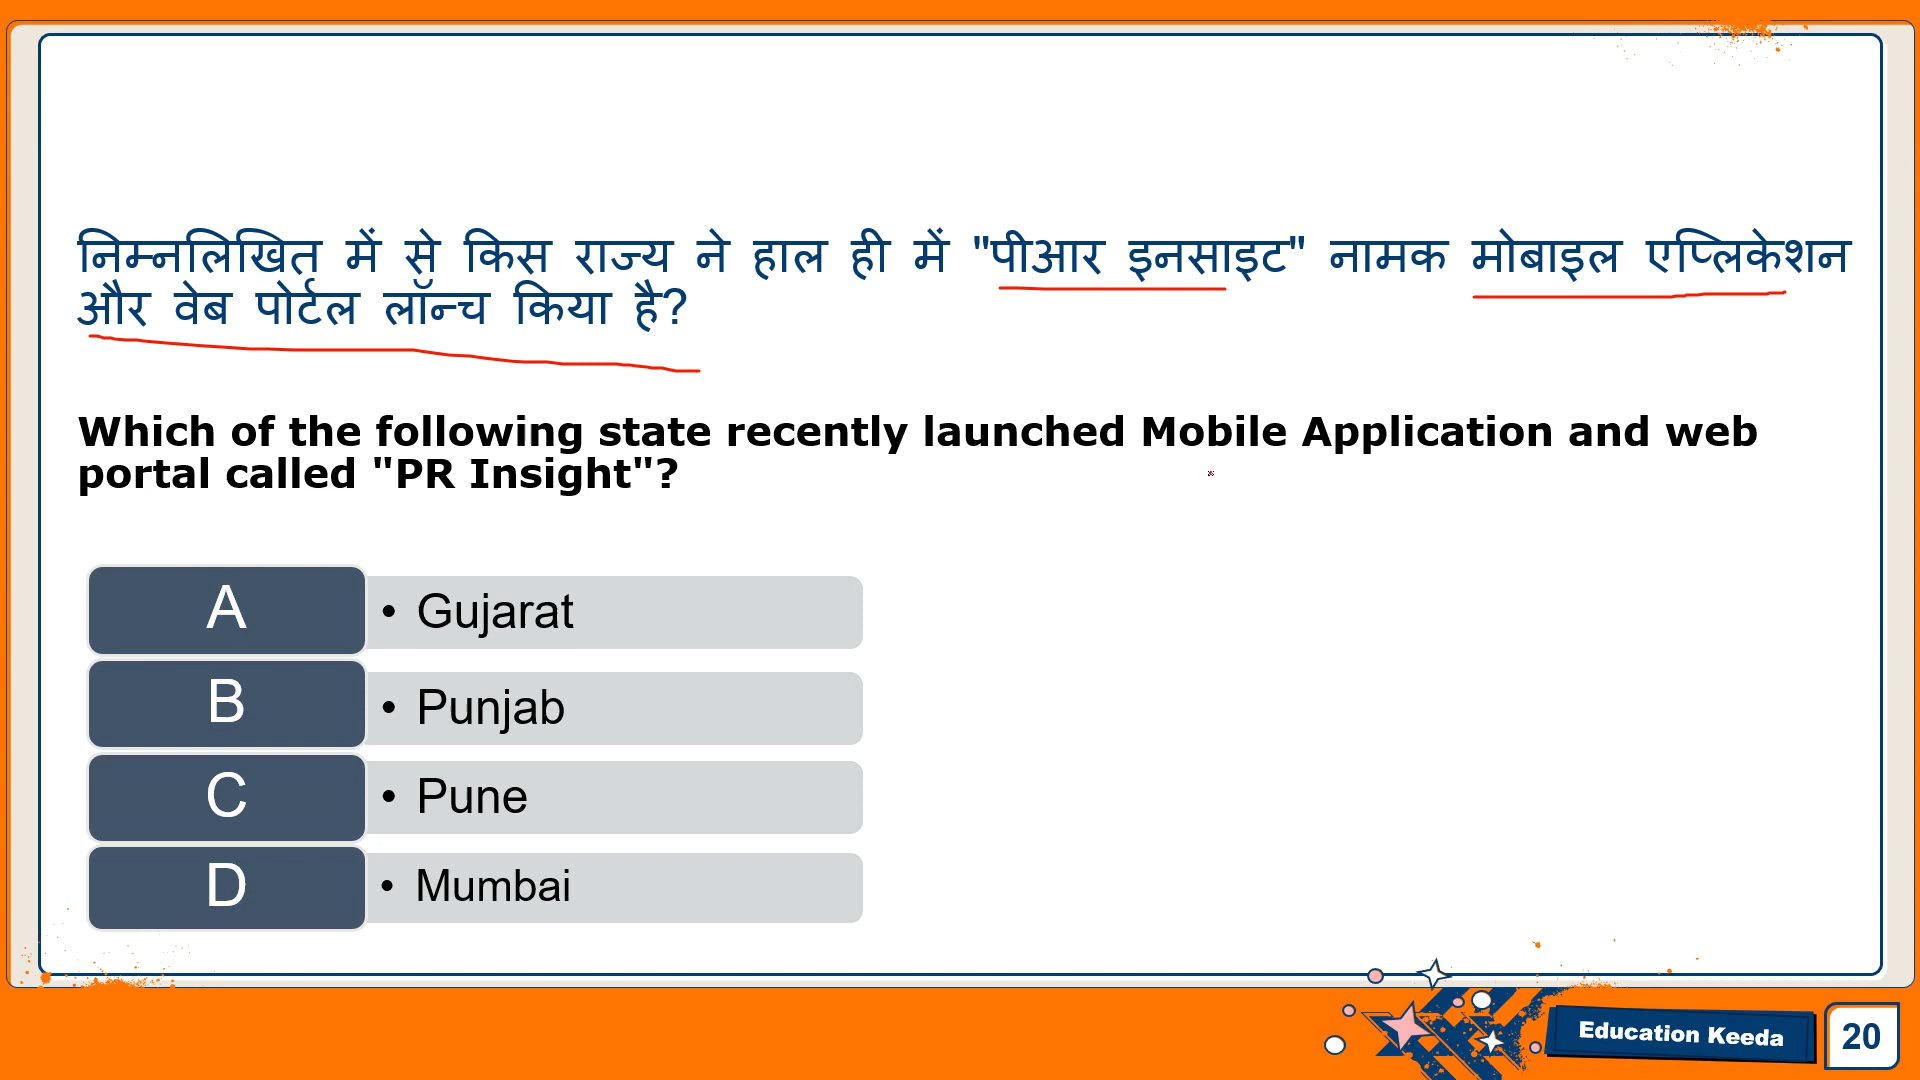 निम्नलिखित में से किस राज्य ने हाल ही में "पीआर इनसाइट" नामक मोबाइल एप्लिकेशन
और वेब पोर्टल लॉन्च किया है?
Which of the following state recently launched Mobile Application and web
portal called "PR Insight"?
A • Gujarat
B • Punjab
C • Pune
D • Mumbai
Education Keeda 20